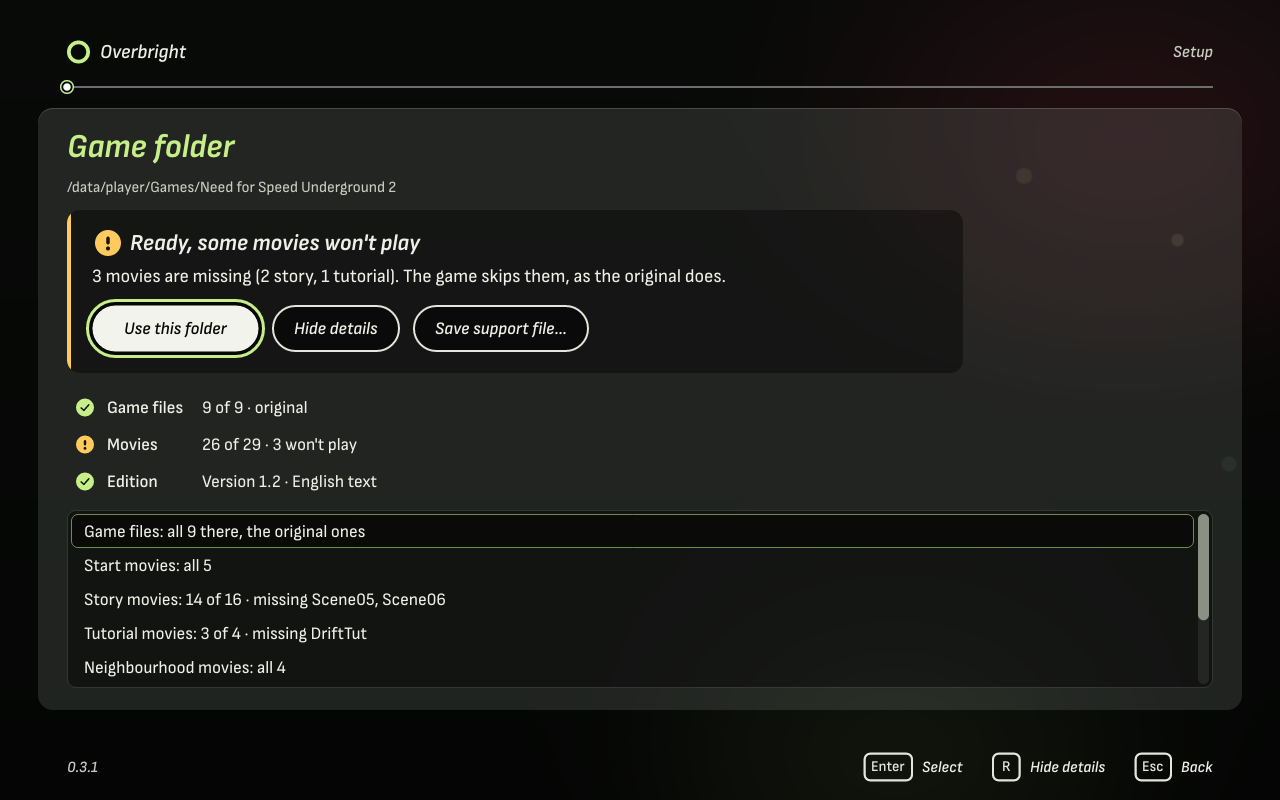 Overbright
Setup
Game folder
/data/player/Games/Need for Speed Underground 2
Ready, some movies won't play
3 movies are missing (2 story, 1 tutorial). The game skips them, as the original does.
Use this folder
Hide details
Save support file...
Game files 9 of 9 · original
Movies 26 of 29 · 3 won't play
Edition Version 1.2 · English text
Game files: all 9 there, the original ones
Start movies: all 5
Story movies: 14 of 16 · missing Scene05, Scene06
Tutorial movies: 3 of 4 · missing DriftTut
Neighbourhood movies: all 4
0.3.1
Enter Select
R Hide details
Esc Back